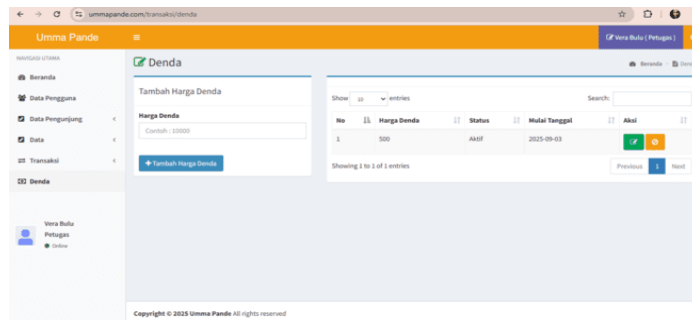 ummapande.com/transaksi/denda
Umma Pande
Vera Bulu ( Petugas )
NAVIGASI UTAMA
Denda
Beranda
Beranda
Data Pengguna
Data Pengunjung
Data
Transaksi
Denda
Vera Bulu
Petugas
Online
Tambah Harga Denda
Harga Denda
Contoh : 10000
Tambah Harga Denda
Show 10 entries
Search:
No Harga Denda Status Mulai Tanggal Aksi
1 500 Aktif 2025-09-03
Showing 1 to 1 of 1 entries
Previous 1 Next
Copyright © 2025 Umma Pande All rights reserved